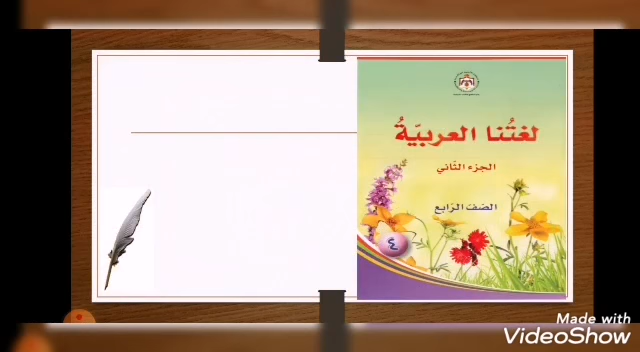 لغتُنا العربيّةُ
الجزء الثّاني
الصّف الرّابع
٤
Made with
VideoShow